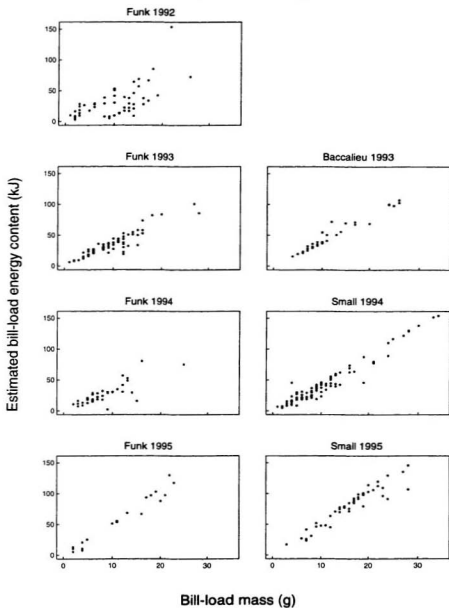 Funk 1992
150
100
50
0
Funk 1993
Baccalieu 1993
150
100
50
0
Funk 1994
Small 1994
150
100
50
0
Funk 1995
Small 1995
150
100
50
0
0 10 20 30
0 10 20 30
Estimated bill-load energy content (kJ)
Bill-load mass (g)